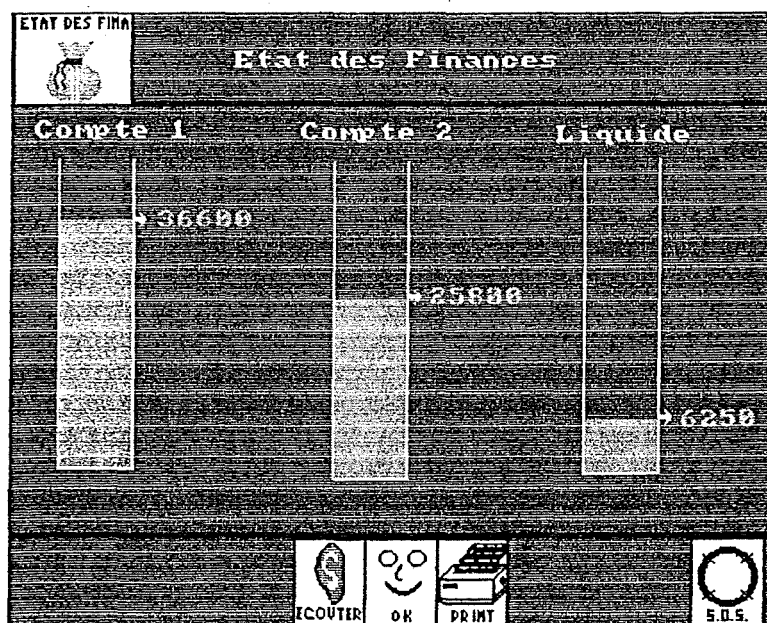 ETAT DES FINA
Etat des Finances
Compte 1
Compte 2
Liquide
36600
25800
6250
ECOUTER
OK
PRINT
S.O.S.